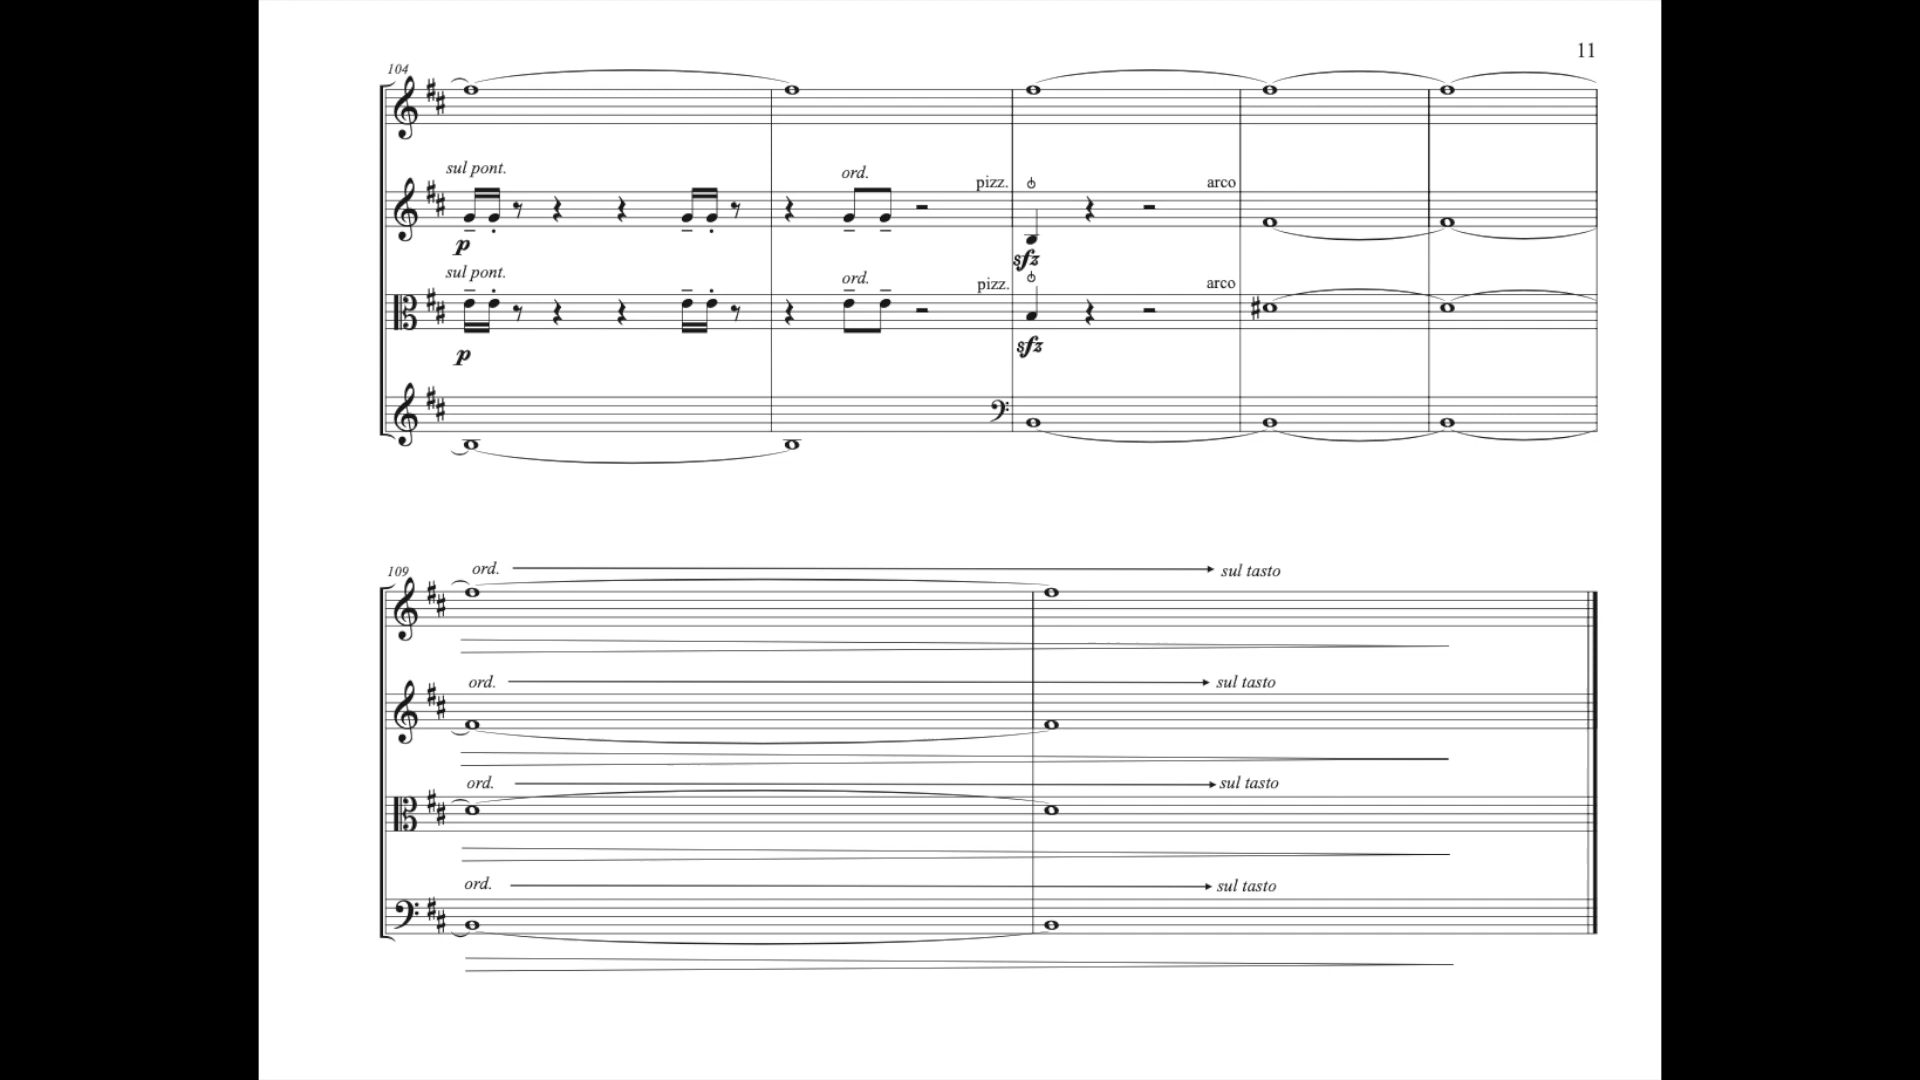 11
104
sul pont.
ord.
pizz.
arco
p
sfz
sul pont.
ord.
pizz.
arco
p
sfz
109
ord. sul tasto
ord. sul tasto
ord. sul tasto
ord. sul tasto